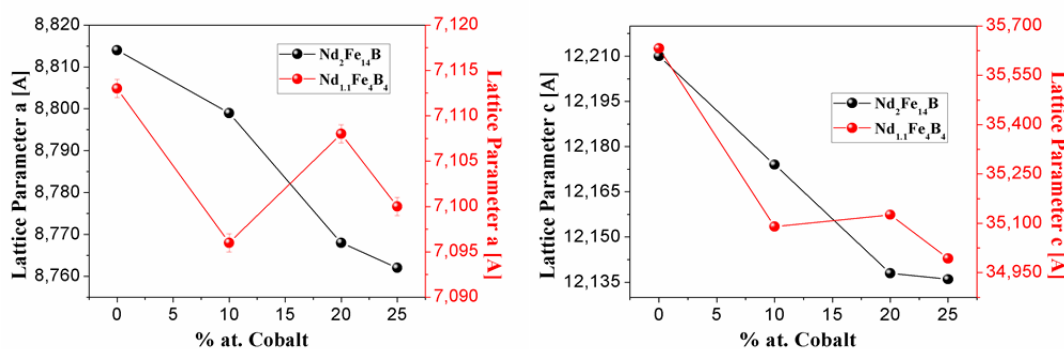 8,820
8,815
8,800
8,790
8,780
8,770
8,760
Lattice Parameter a [A]
Nd2Fe14B
Nd1.1Fe4B4
7,120
7,115
7,110
7,105
7,100
7,095
7,090
Lattice Parameter a [A]
0 5 10 15 20 25
% at. Cobalt
12,210
12,195
12,180
12,165
12,150
12,135
Lattice Parameter c [A]
Nd2Fe14B
Nd1.1Fe4B4
35,700
35,550
35,400
35,250
35,100
34,950
Lattice Parameter c [A]
0 5 10 15 20 25
% at. Cobalt